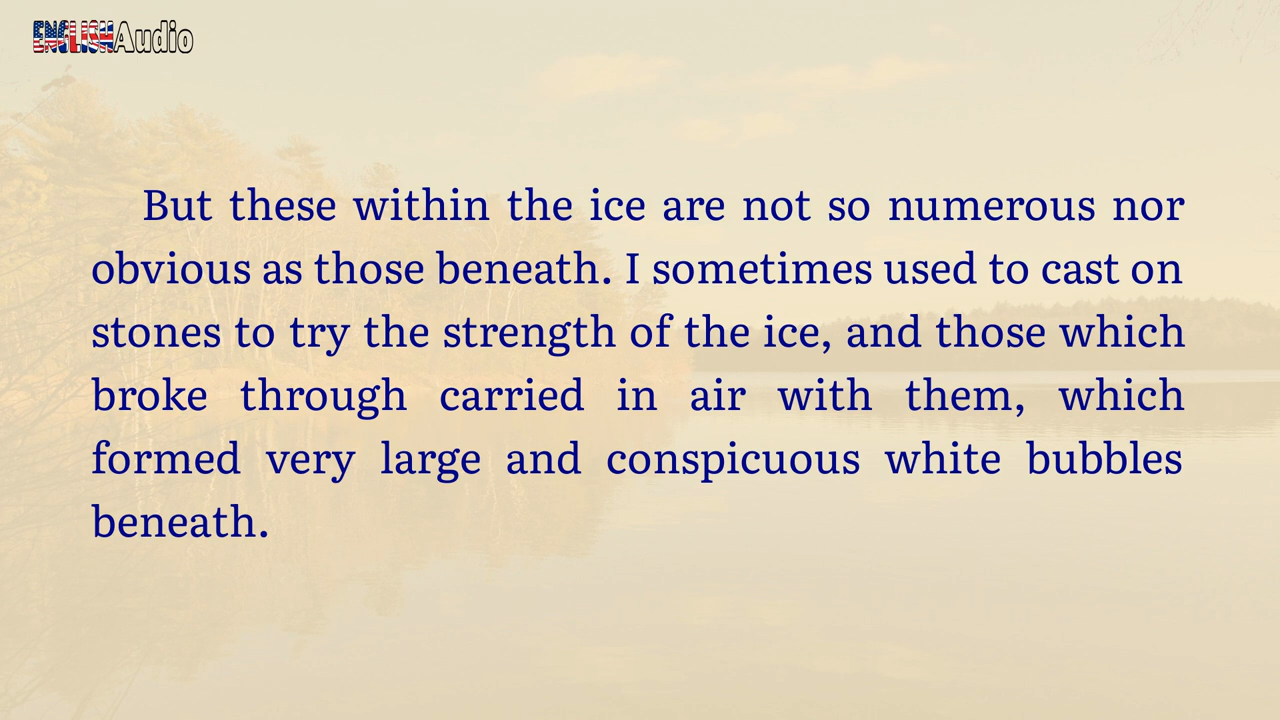 ENGLISHAudio
But these within the ice are not so numerous nor
obvious as those beneath. I sometimes used to cast on
stones to try the strength of the ice, and those which
broke through carried in air with them, which
formed very large and conspicuous white bubbles
beneath.